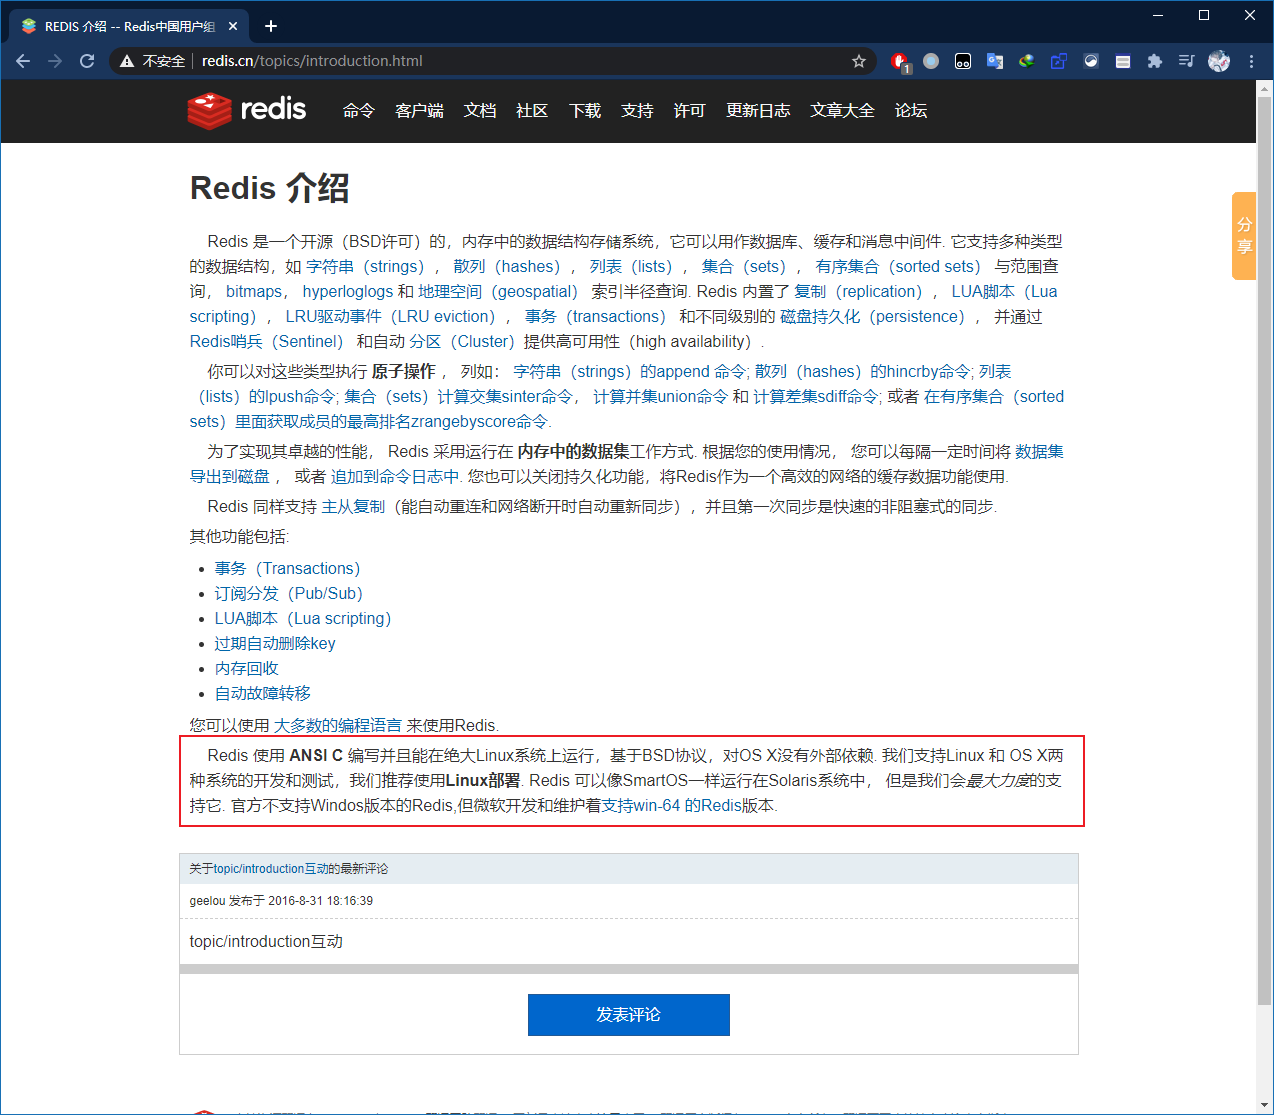 REDIS 介绍 -- Redis中国用户组
不安全 redis.cn/topics/introduction.html
1
redis 命令 客户端 文档 社区 下载 支持 许可 更新日志 文章大全 论坛
Redis 介绍
分享
Redis 是一个开源（BSD许可）的，内存中的数据结构存储系统，它可以用作数据库、缓存和消息中间件. 它支持多种类型
的数据结构，如 字符串（strings）， 散列（hashes）， 列表（lists）， 集合（sets）， 有序集合（sorted sets） 与范围查
询， bitmaps， hyperloglogs 和 地理空间（geospatial） 索引半径查询. Redis 内置了 复制（replication）， LUA脚本（Lua
scripting）， LRU驱动事件（LRU eviction）， 事务（transactions） 和不同级别的 磁盘持久化（persistence）， 并通过
Redis哨兵（Sentinel） 和自动 分区（Cluster）提供高可用性（high availability）.
你可以对这些类型执行 原子操作 ， 列如： 字符串（strings）的append 命令; 散列（hashes）的hincrby命令; 列表
（lists）的lpush命令; 集合（sets）计算交集sinter命令， 计算并集union命令 和 计算差集sdiff命令; 或者 在有序集合（sorted
sets）里面获取成员的最高排名zrangebyscore命令.
为了实现其卓越的性能， Redis 采用运行在 内存中的数据集工作方式. 根据您的使用情况， 您可以每隔一定时间将 数据集
导出到磁盘 ， 或者 追加到命令日志中. 您也可以关闭持久化功能，将Redis作为一个高效的网络的缓存数据功能使用.
Redis 同样支持 主从复制（能自动重连和网络断开时自动重新同步），并且第一次同步是快速的非阻塞式的同步.
其他功能包括:
• 事务（Transactions）
• 订阅分发（Pub/Sub）
• LUA脚本（Lua scripting）
• 过期自动删除key
• 内存回收
• 自动故障转移
您可以使用 大多数的编程语言 来使用Redis.
Redis 使用 ANSI C 编写并且能在绝大Linux系统上运行，基于BSD协议，对OS X没有外部依赖. 我们支持Linux 和 OS X两
种系统的开发和测试，我们推荐使用Linux部署. Redis 可以像SmartOS一样运行在Solaris系统中， 但是我们会最大力度的支
持它. 官方不支持Windos版本的Redis,但微软开发和维护着支持win-64 的Redis版本.
关于topic/introduction互动的最新评论
geelou 发布于 2016-8-31 18:16:39
topic/introduction互动
发表评论